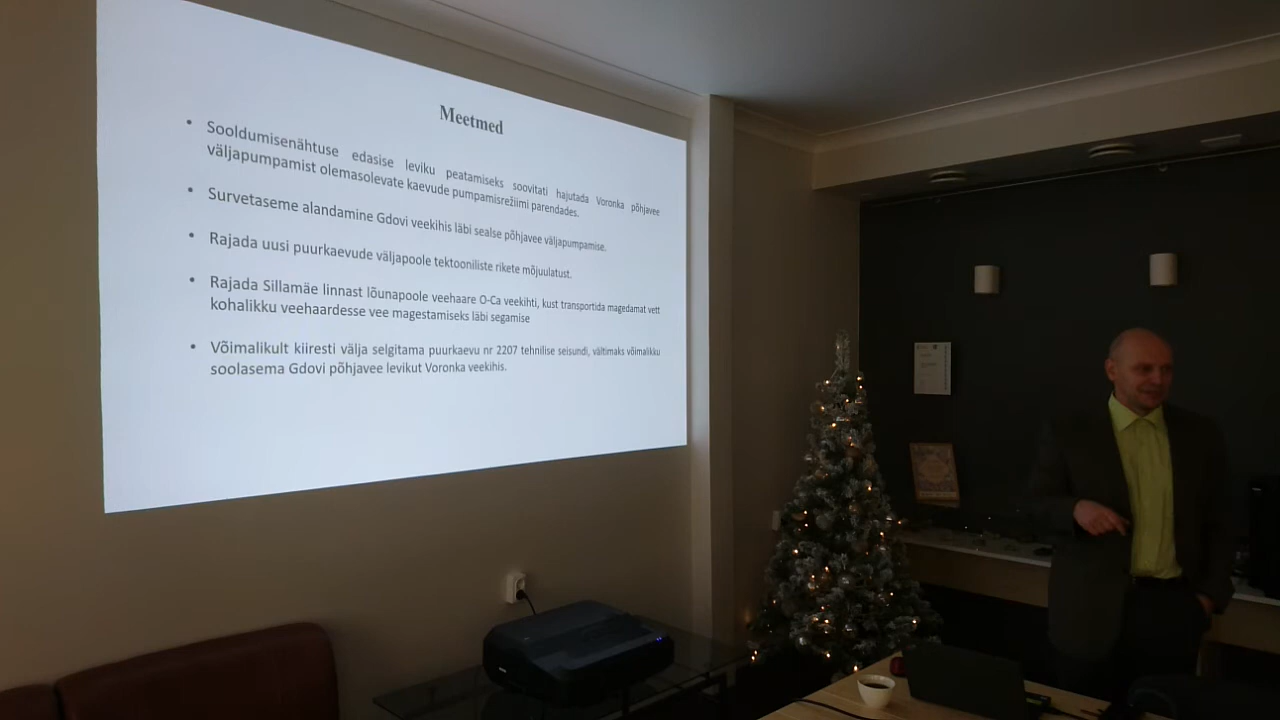 Meetmed
• Sooldumisenähtuse edasise leviku peatamiseks soovitati hajutada Voronka põhjavee
väljapumpamist olemasolevate kaevude pumpamisrežiimi parendades.
• Survetaseme alandamine Gdovi veekihis läbi sealse põhjavee väljapumpamise.
• Rajada uusi puurkaevude väljapoole tektooniliste rikete mõjuulatust.
• Rajada Sillamäe linnast lõunapoole veehaare O-Ca veekihti, kust transportida magedamat vett
kohalikku veehaardesse vee magestamiseks läbi segamise
• Võimalikult kiiresti välja selgitama puurkaevu nr 2207 tehnilise seisundi, vältimaks võimalikku
soolasema Gdovi põhjavee levikut Voronka veekihis.